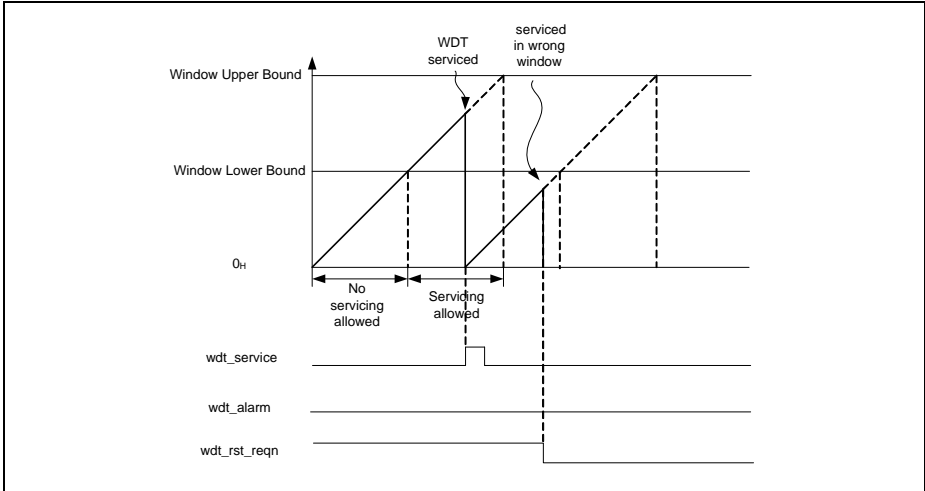 WDT
serviced
serviced
in wrong
window
Window Upper Bound
Window Lower Bound
0H
No
servicing
allowed
Servicing
allowed
wdt_service
wdt_alarm
wdt_rst_reqn